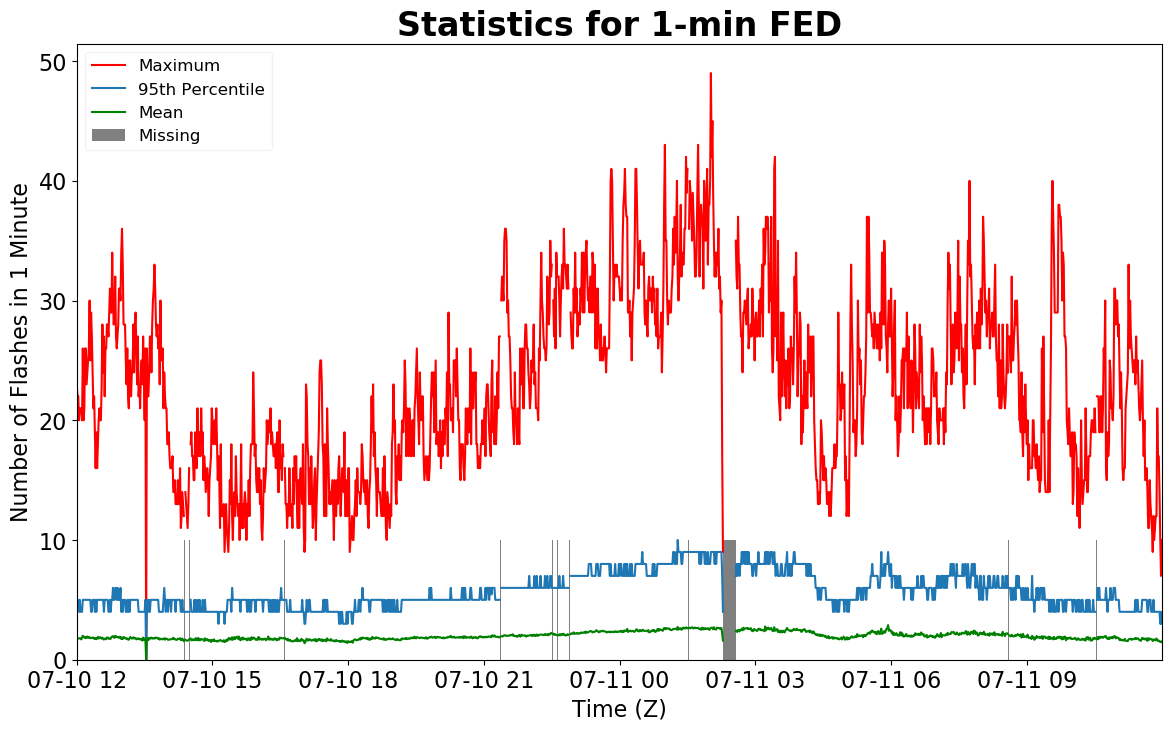 Statistics for 1-min FED
Maximum
95th Percentile
Mean
Missing
Number of Flashes in 1 Minute
50
40
30
20
10
0
07-10 12 07-10 15 07-10 18 07-10 21 07-11 00 07-11 03 07-11 06 07-11 09
Time (Z)